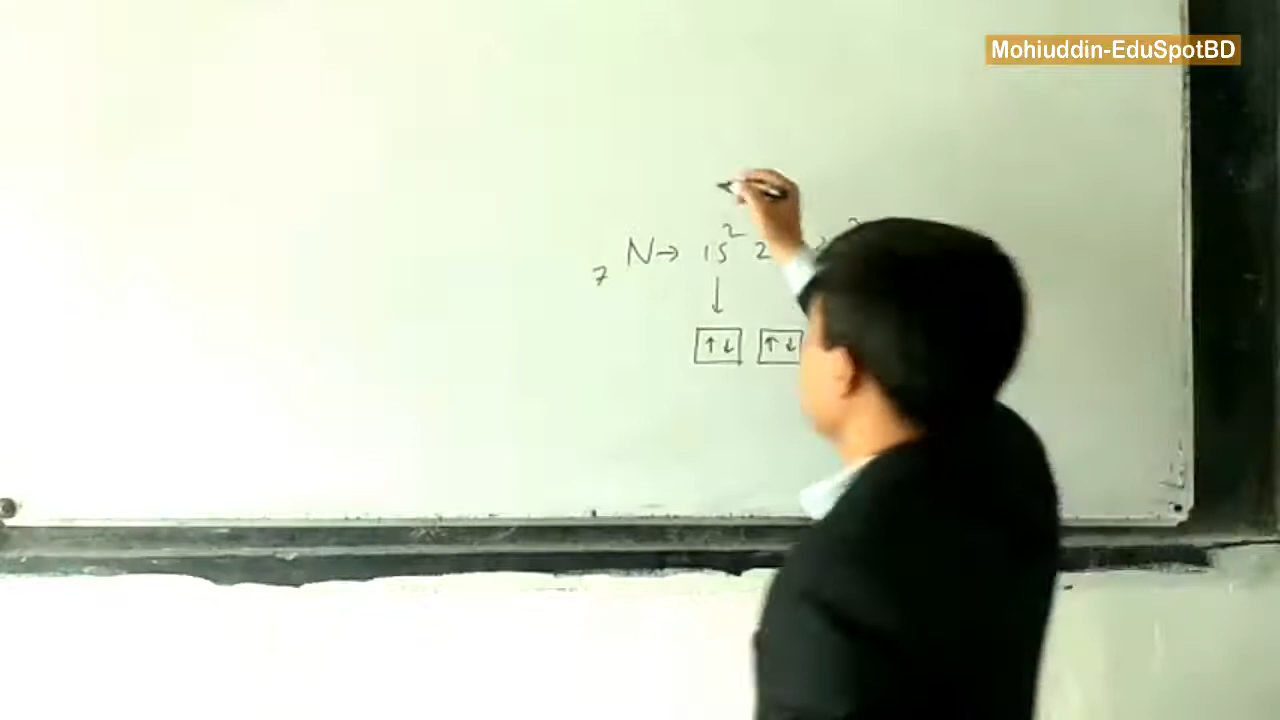 Mohiuddin-EduSpotBD
₇N→ 1s² 2
↓
↑↓ ↑↓